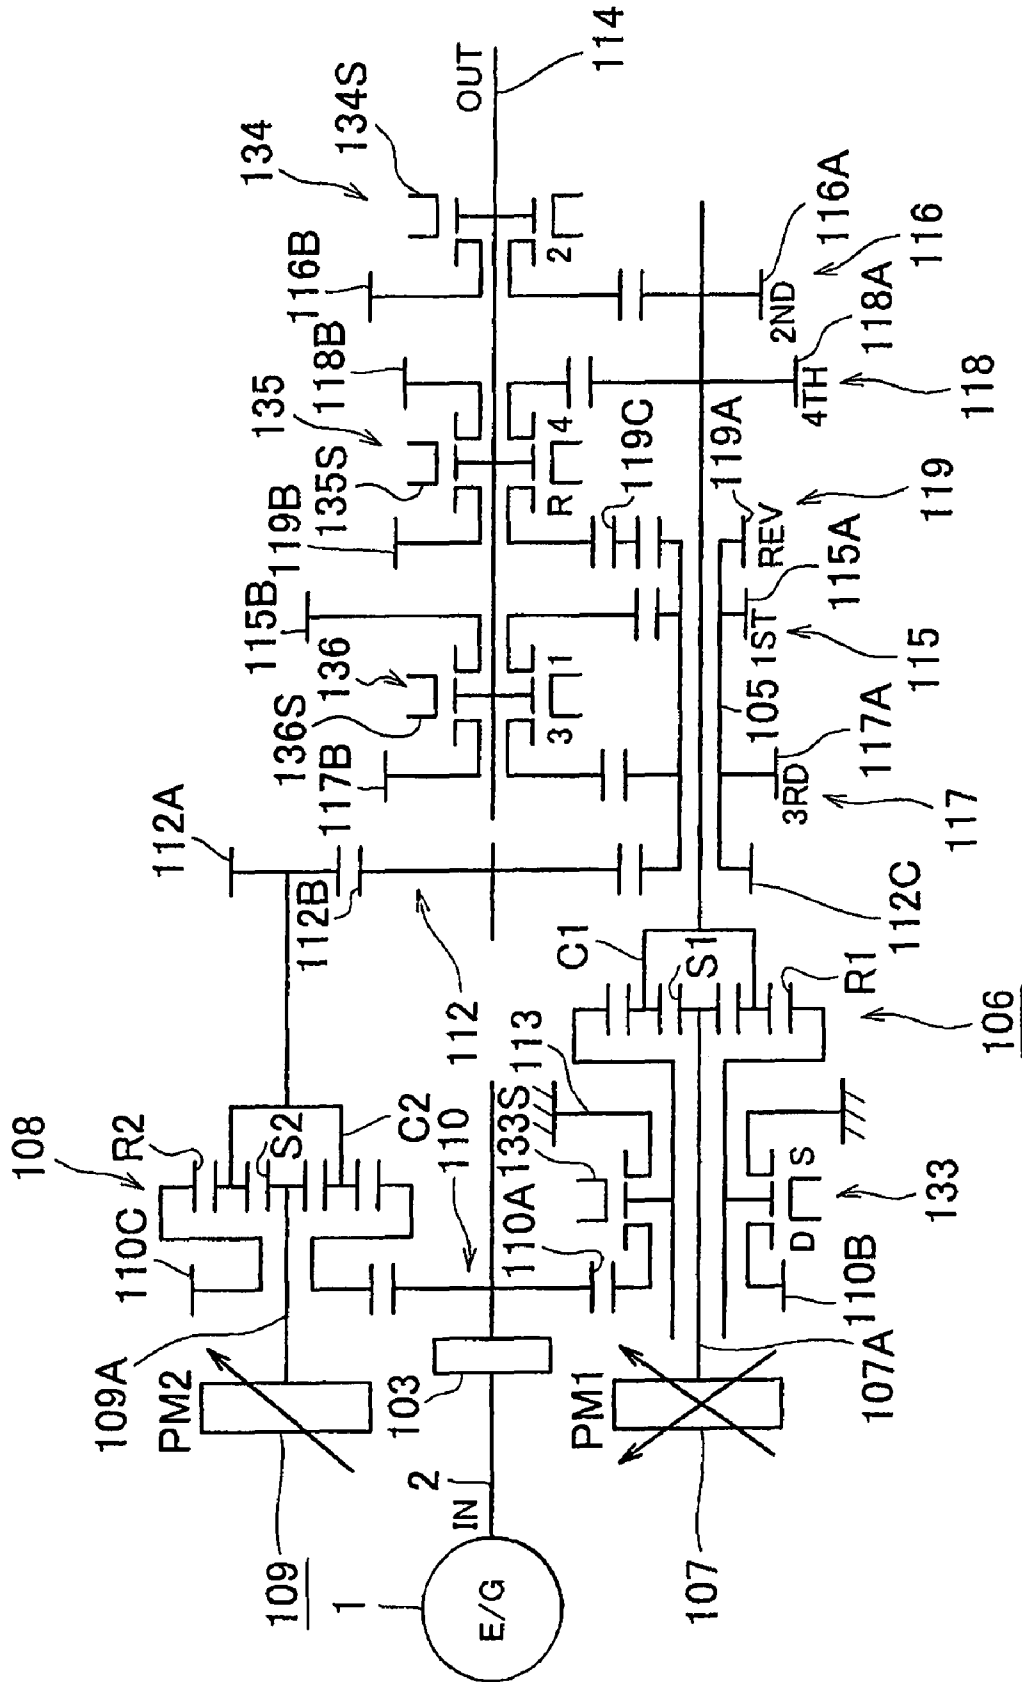 134
134S
OUT
114
116B
2
116A
2ND
116
118B
118A
4TH
118
135
135S
4
R
119C
119A
119B
REV
119
115B
115A
1ST
115
136
136S
1
3
105
117B
117A
3RD
117
112A
112B
112C
112
C1
S1
R1
106
108
R2
S2
C2
113
110
133S
110A
110C
S
D
133
110B
109A
PM2
103
PM1
107A
2
IN
109
1
E/G
107